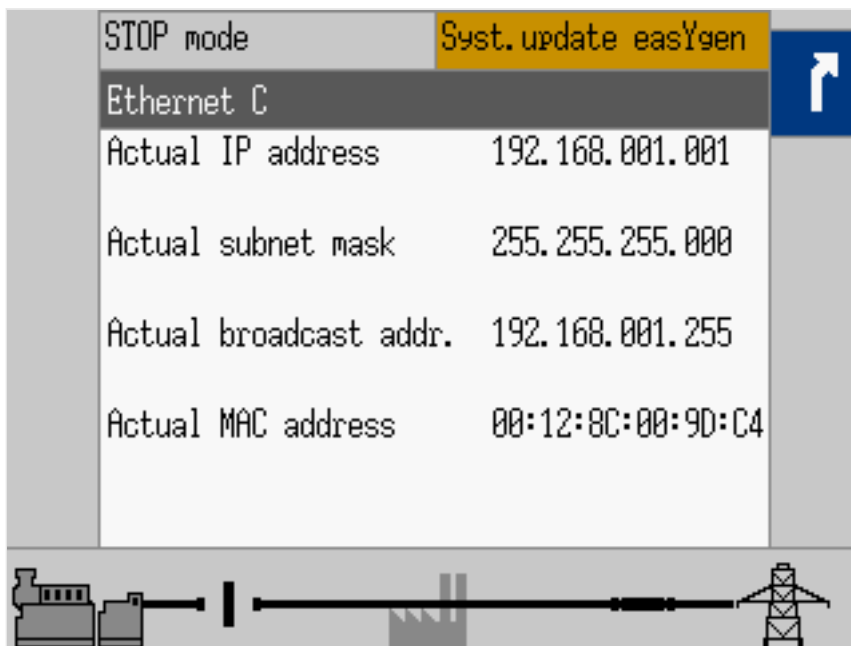 STOP mode Syst.update easYgen
Ethernet C
Actual IP address 192.168.001.001
Actual subnet mask 255.255.255.000
Actual broadcast addr. 192.168.001.255
Actual MAC address 00:12:8C:00:9D:C4